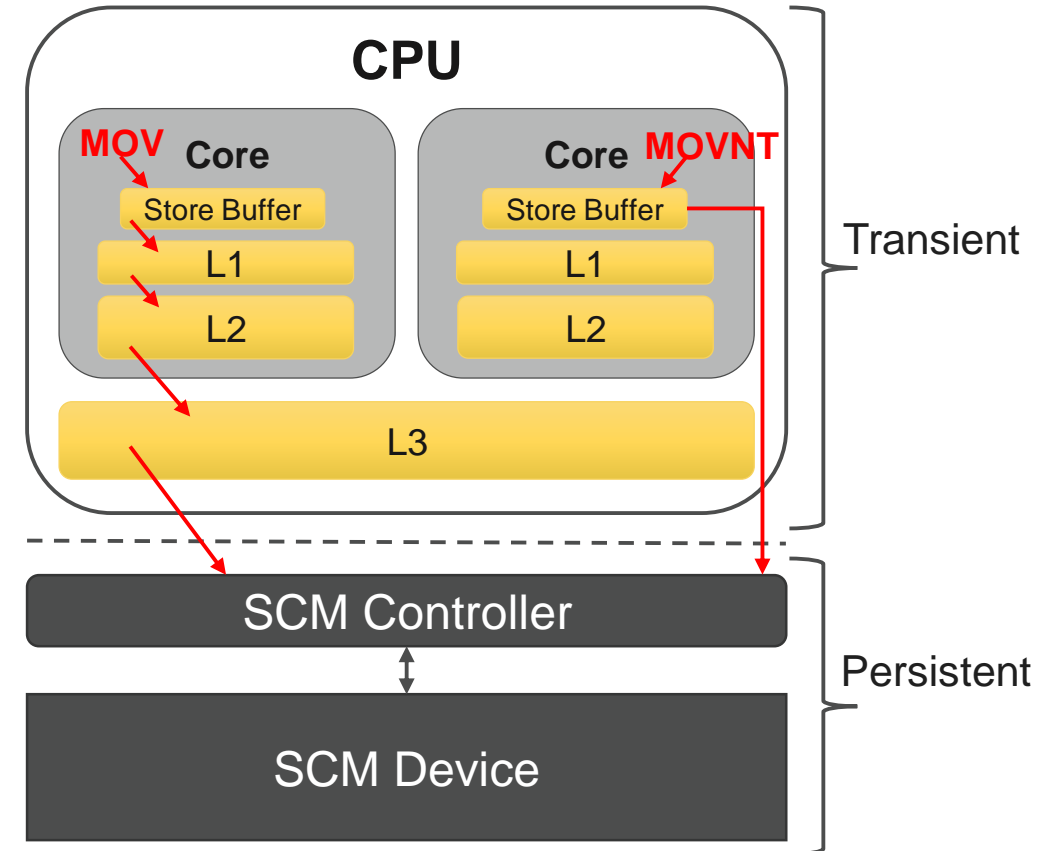 CPU
MOV
Core
Store Buffer
L1
L2
Core
MOVNT
Store Buffer
L1
L2
L3
Transient
SCM Controller
SCM Device
Persistent